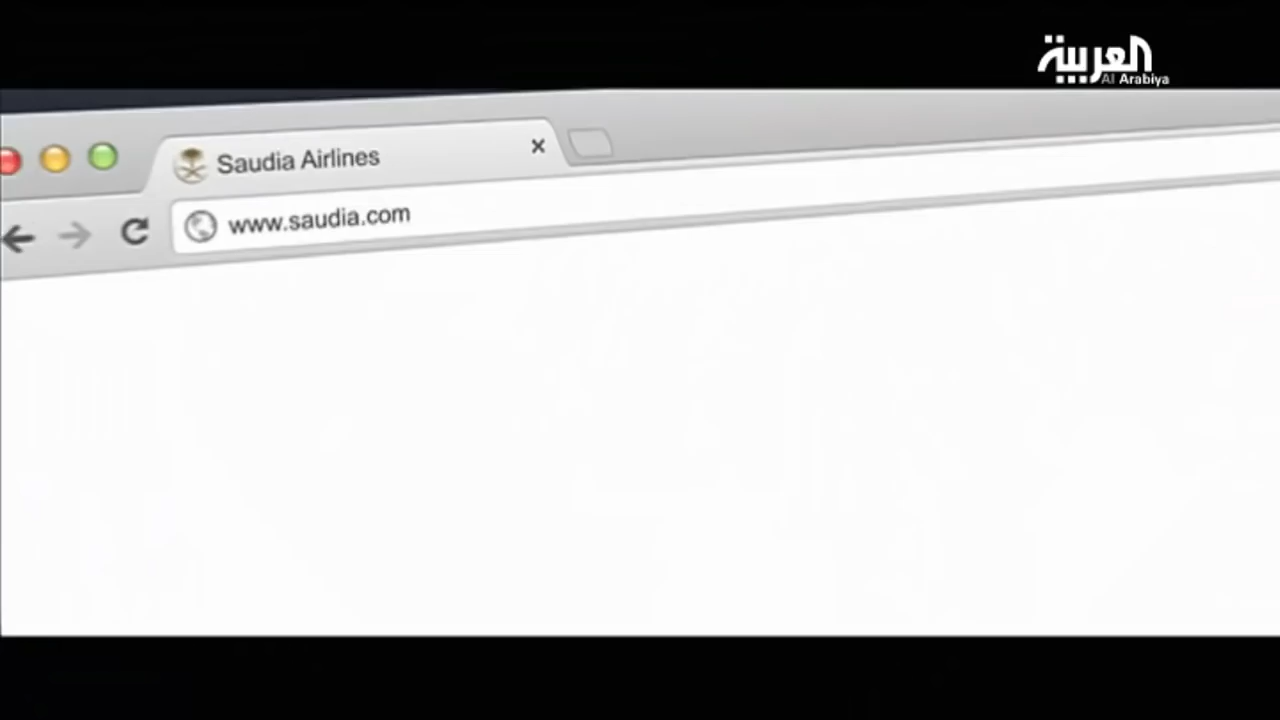 العربية
Al Arabiya
Saudia Airlines
www.saudia.com